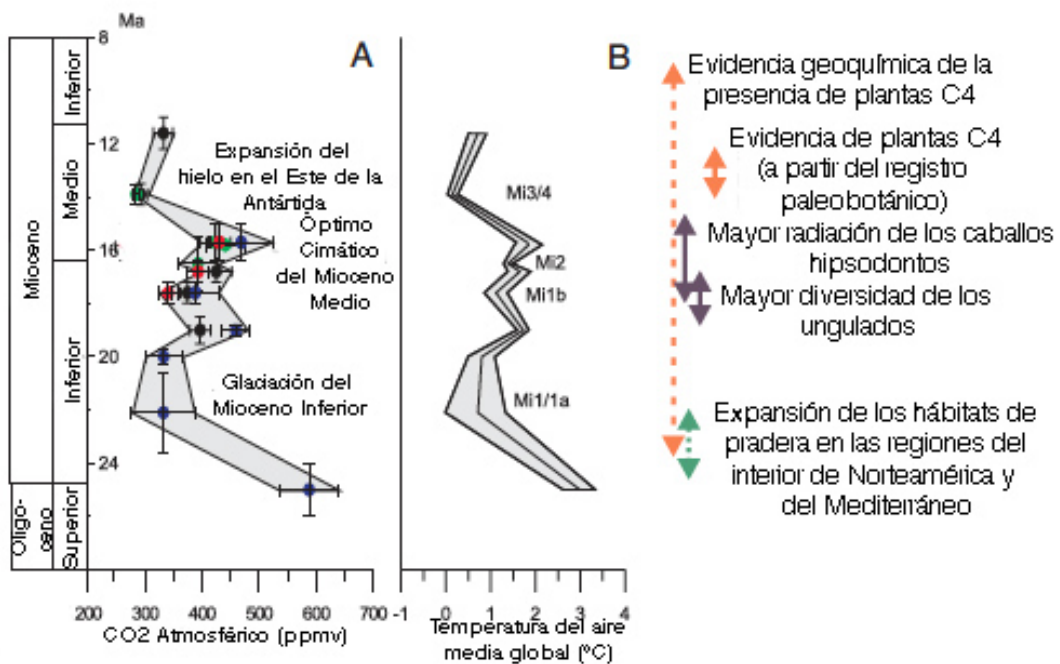 Ma
8
12
16
20
24
Mioceno
Oligo-
ceno
Inferior
Medio
Inferior
Superior
A
Expansión del
hielo en el Este de la
Antártida
Óptimo
Cimático
del Mioceno
Medio
Glaciación del
Mioceno Inferior
200 300 400 500 600 700
CO2 Atmosférico (ppmv)
B
Mi3/4
Mi2
Mi1b
Mi1/1a
-1 0 1 2 3 4
Temperatura del aire
media global (ºC)
Evidencia geoquímica de la
presencia de plantas C4
Evidencia de plantas C4
(a partir del registro
paleobotánico)
Mayor radiación de los caballos
hipsodontos
Mayor diversidad de los
ungulados
Expansión de los hábitats de
pradera en las regiones del
interior de Norteamérica y
del Mediterráneo